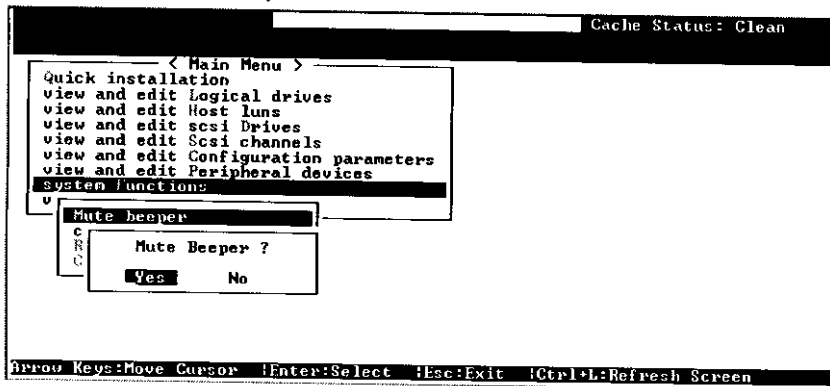 Cache Status: Clean
< Main Menu >
Quick installation
view and edit Logical drives
view and edit Host luns
view and edit scsi Drives
view and edit Scsi channels
view and edit Configuration parameters
view and edit Peripheral devices
system functions
v
Mute beeper
c
R
C
Mute Beeper ?
Yes No
Arrow Keys:Move Cursor |Enter:Select |Esc:Exit |Ctrl+L:Refresh Screen